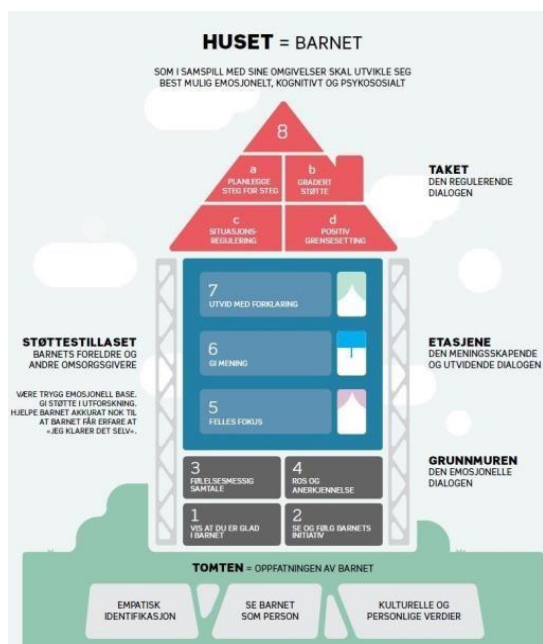 HUSET = BARNET
SOM I SAMSPILL MED SINE OMGIVELSER SKAL UTVIKLE SEG
BEST MULIG EMOSJONELT, KOGNITIVT OG PSYKOSOSIALT
8
a
PLANLEGGE
STEG FOR STEG
b
GRADERT
STØTTE
c
SITUASJONS-
REGULERING
d
POSITIV
GRENSESETTING
TAKET
DEN REGULERENDE
DIALOGEN
7
UTVID MED FORKLARING
6
GI MENING
5
FELLES FOKUS
STØTTESTILLASET
BARNETS FORELDRE OG
ANDRE OMSORGSGIVERE
VÆRE TRYGG EMOSJONELL BASE.
GI STØTTE I UTFORSKNING.
HJELPE BARNET AKKURAT NOK TIL
AT BARNET FÅR ERFARE AT
«JEG KLARER DET SELV».
ETASJENE
DEN MENINGSSKAPENDE
OG UTVIDENDE DIALOGEN
3
FØLELSESMESSIG
SAMTALE
4
ROS OG
ANERKJENNELSE
1
VIS AT DU ER GLAD
I BARNET
2
SE OG FØLG BARNETS
INITIATIV
GRUNNMUREN
DEN EMOSJONELLE
DIALOGEN
TOMTEN = OPPFATNINGEN AV BARNET
EMPATISK
IDENTIFIKASJON
SE BARNET
SOM PERSON
KULTURELLE OG
PERSONLIGE VERDIER